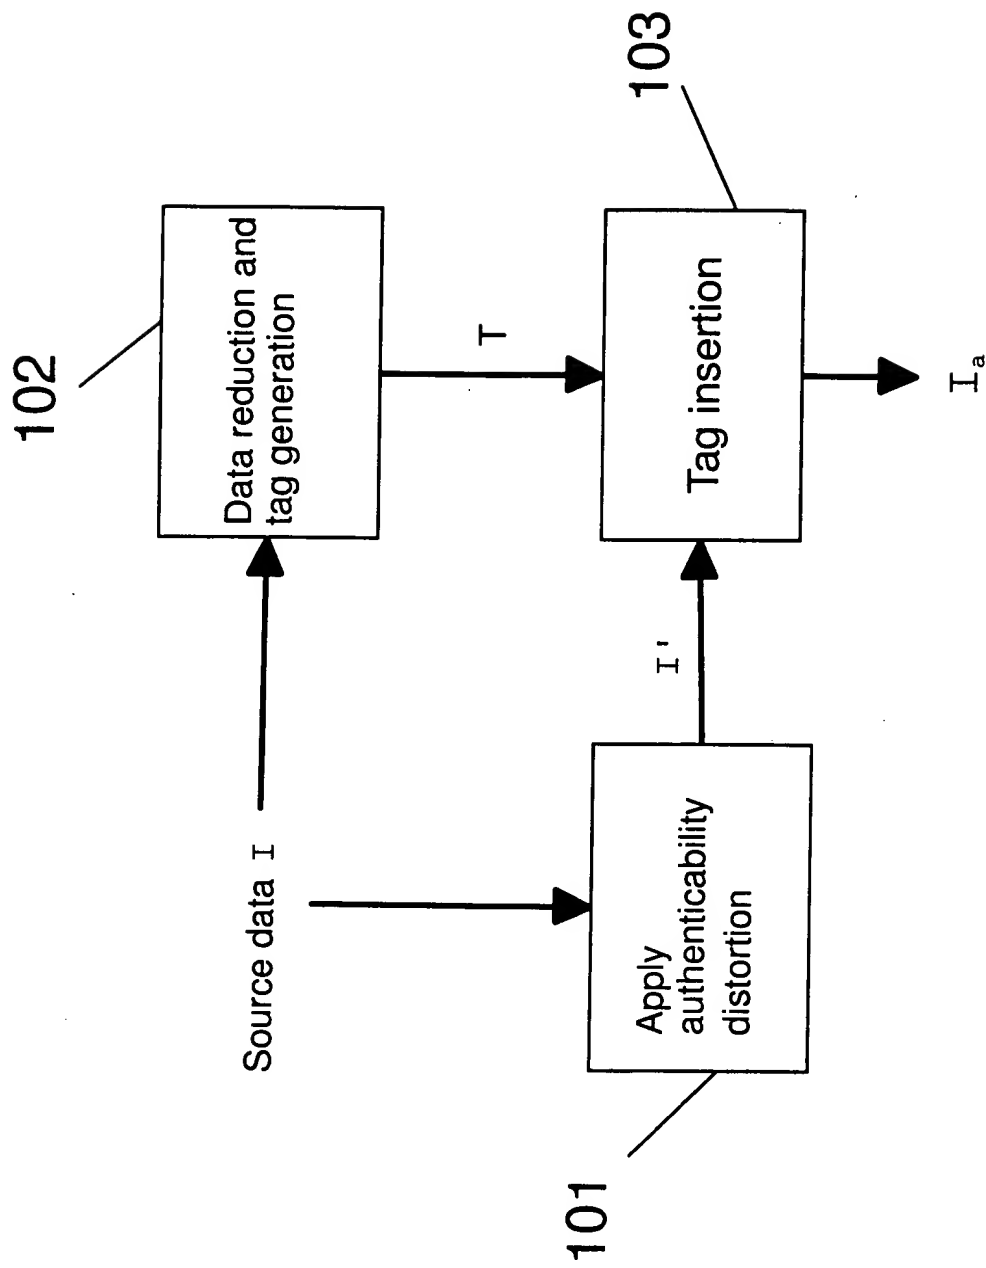 102
Source data I
Data reduction and
tag generation
T
101
103
Apply
authenticability
distortion
I'
Tag insertion
Iₐ